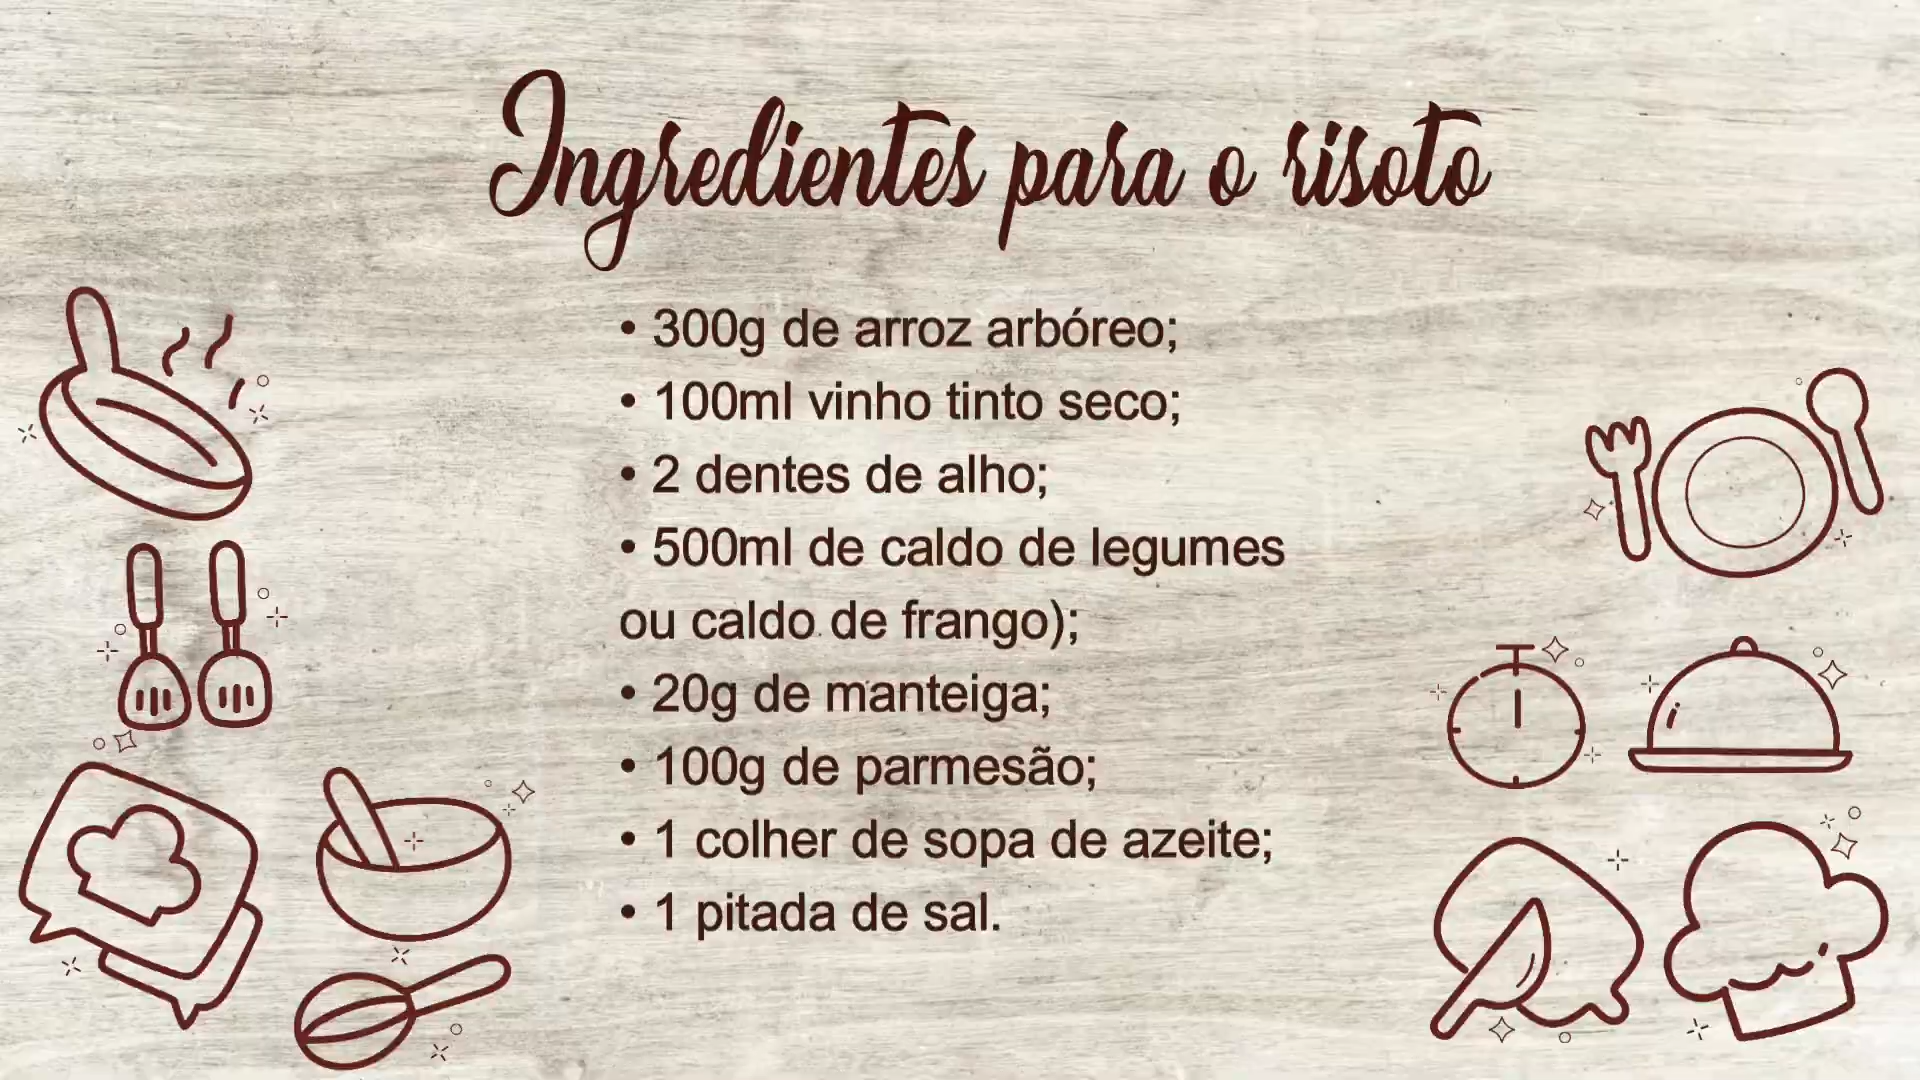 Ingredientes para o risoto
• 300g de arroz arbóreo;
• 100ml vinho tinto seco;
• 2 dentes de alho;
• 500ml de caldo de legumes
ou caldo de frango);
• 20g de manteiga;
• 100g de parmesão;
• 1 colher de sopa de azeite;
• 1 pitada de sal.